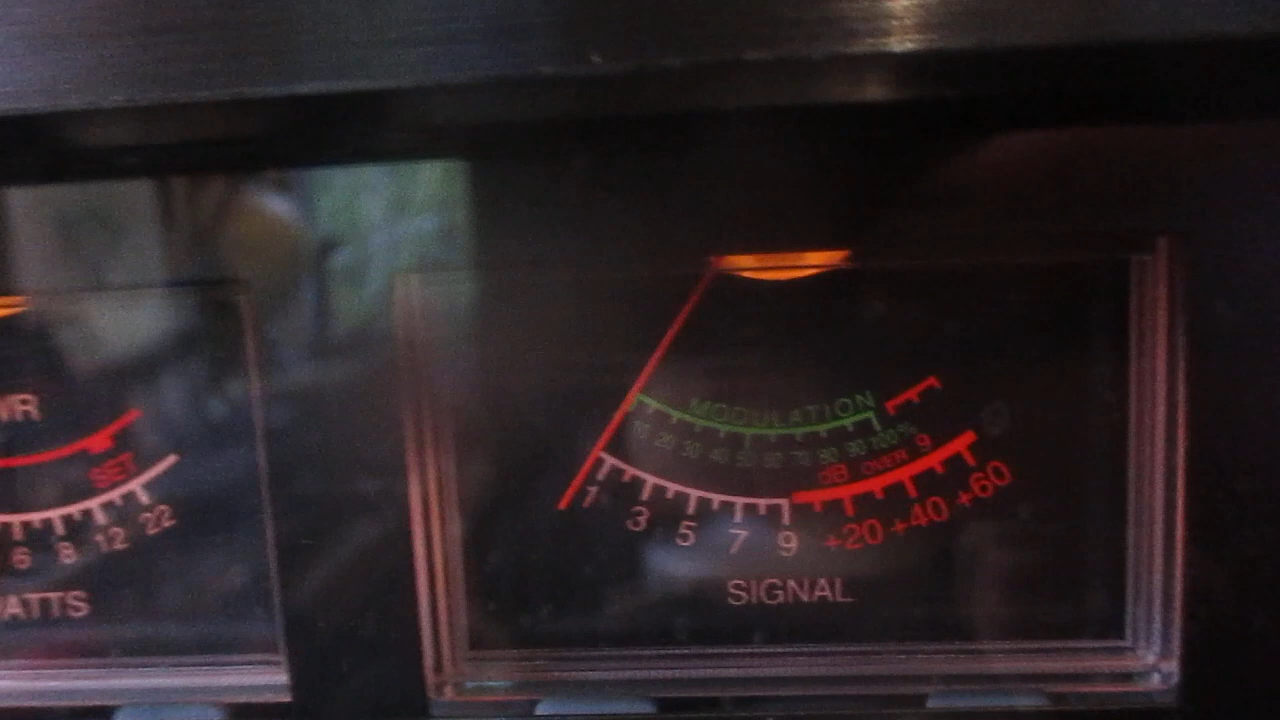 WR
SET
6 8 12 22
WATTS
MODULATION
10 20 30 40 50 60 70 80 90 100%
dB OVER 9
1 3 5 7 9 +20 +40 +60
SIGNAL